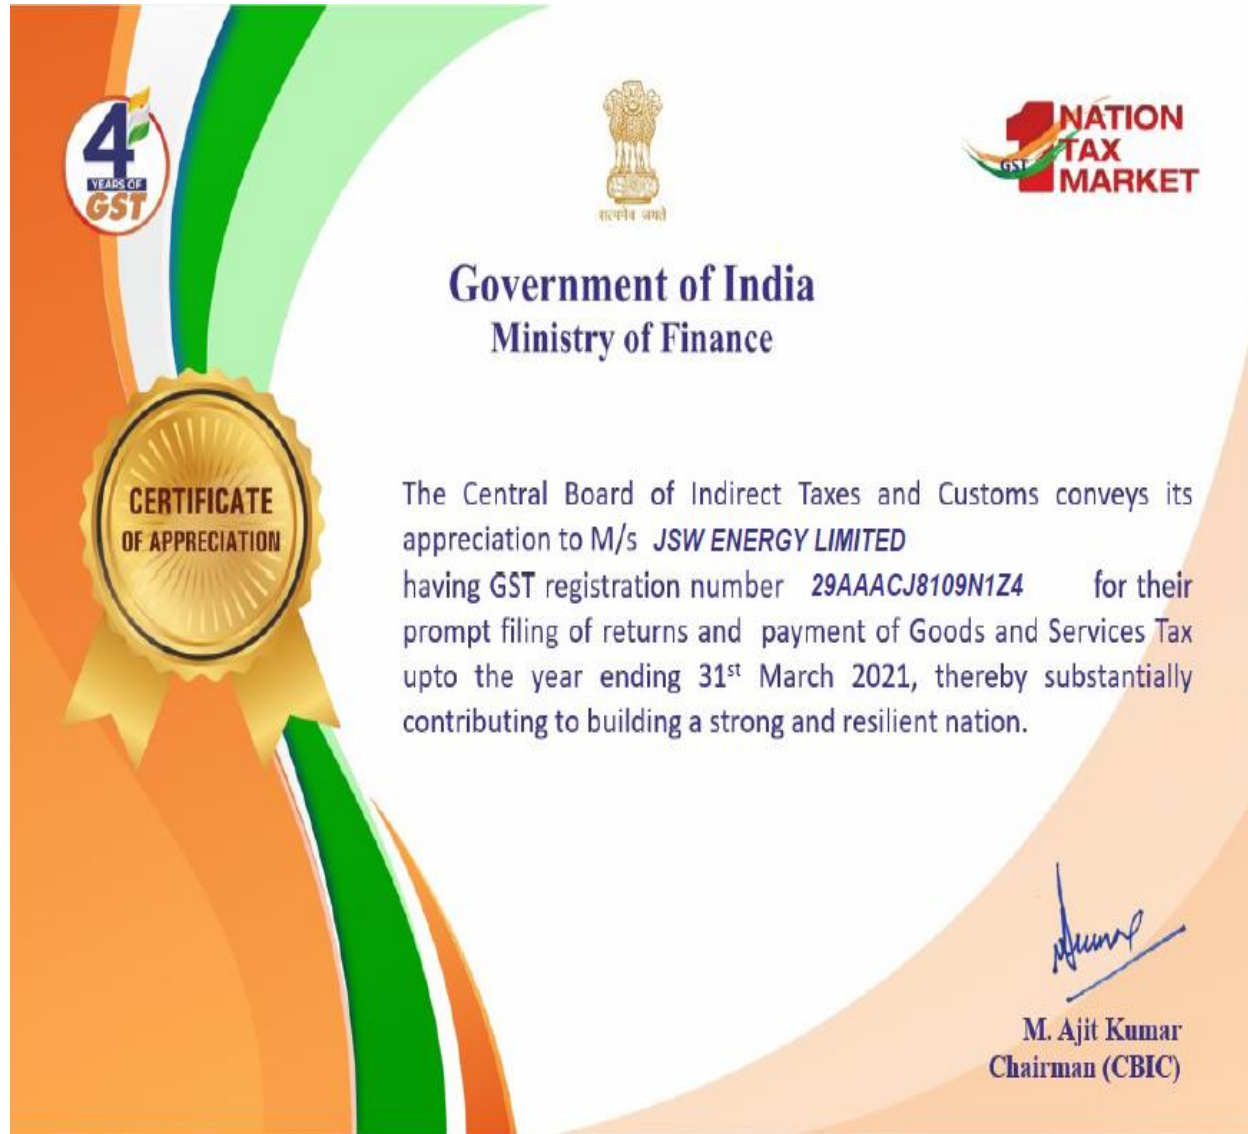 4
YEARS OF
GST
सत्यमेव जयते
1 NATION
TAX
MARKET
GST
Government of India
Ministry of Finance
CERTIFICATE
OF APPRECIATION
The Central Board of Indirect Taxes and Customs conveys its
appreciation to M/s JSW ENERGY LIMITED
having GST registration number 29AAACJ8109N1Z4 for their
prompt filing of returns and payment of Goods and Services Tax
upto the year ending 31st March 2021, thereby substantially
contributing to building a strong and resilient nation.
M. Ajit Kumar
Chairman (CBIC)